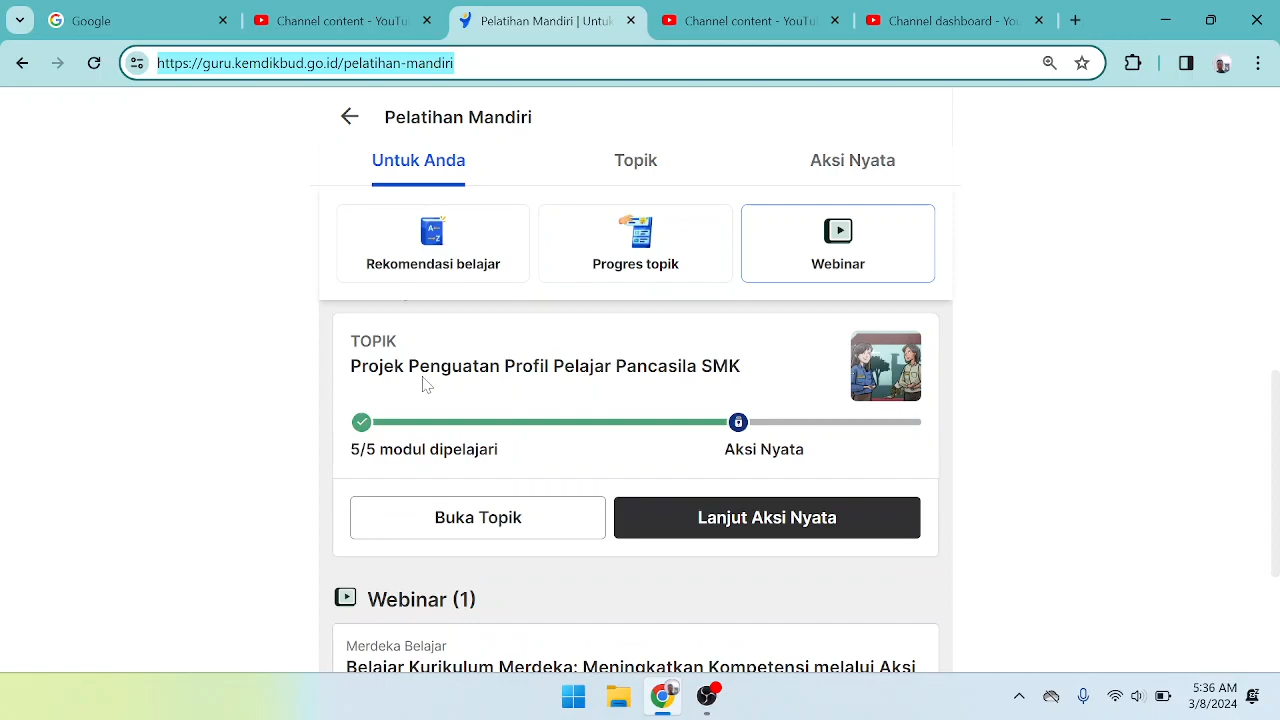 Google
Channel content - YouTu
Pelatihan Mandiri | Untuk
Channel content - YouTu
Channel dashboard - You
https://guru.kemdikbud.go.id/pelatihan-mandiri
Pelatihan Mandiri
Untuk Anda
Topik
Aksi Nyata
Rekomendasi belajar
Progres topik
Webinar
TOPIK
Projek Penguatan Profil Pelajar Pancasila SMK
5/5 modul dipelajari
Aksi Nyata
Buka Topik
Lanjut Aksi Nyata
Webinar (1)
Merdeka Belajar
Belajar Kurikulum Merdeka: Meningkatkan Kompetensi melalui Aksi
5:36 AM
3/8/2024